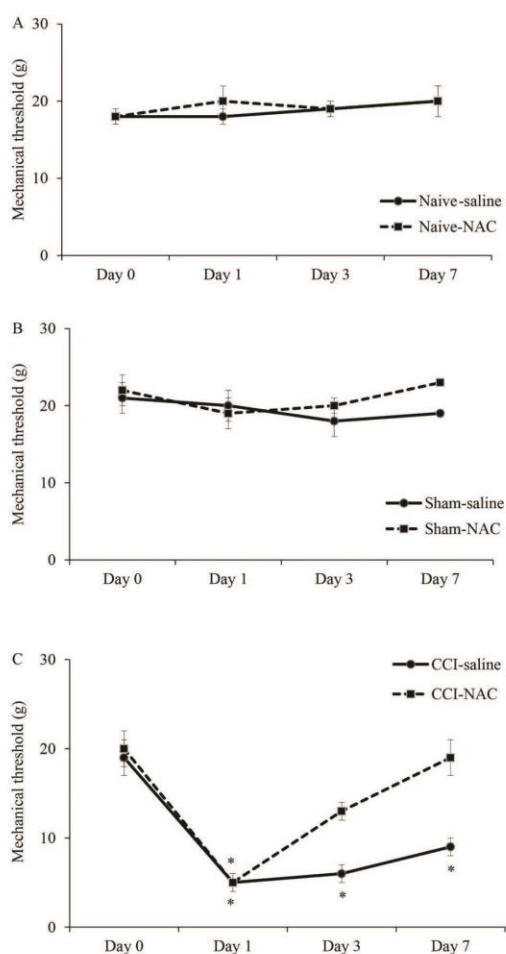 A
Mechanical threshold (g)
30
20
10
0
Naive-saline
Naive-NAC
Day 0 Day 1 Day 3 Day 7
B
Mechanical threshold (g)
30
20
10
0
Sham-saline
Sham-NAC
Day 0 Day 1 Day 3 Day 7
C
Mechanical threshold (g)
30
20
10
0
CCI-saline
CCI-NAC
*
*
*
*
Day 0 Day 1 Day 3 Day 7